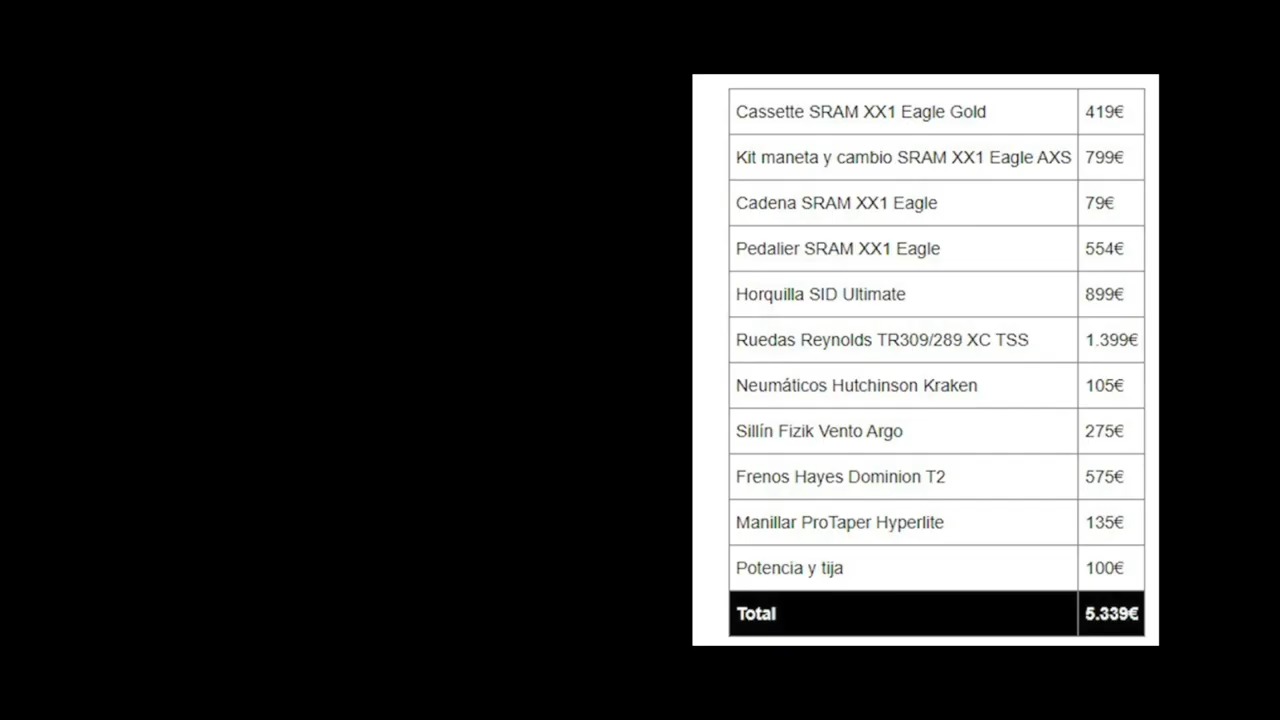 Cassette SRAM XX1 Eagle Gold 419€
Kit maneta y cambio SRAM XX1 Eagle AXS 799€
Cadena SRAM XX1 Eagle 79€
Pedalier SRAM XX1 Eagle 554€
Horquilla SID Ultimate 899€
Ruedas Reynolds TR309/289 XC TSS 1.399€
Neumáticos Hutchinson Kraken 105€
Sillín Fizik Vento Argo 275€
Frenos Hayes Dominion T2 575€
Manillar ProTaper Hyperlite 135€
Potencia y tija 100€
Total 5.339€